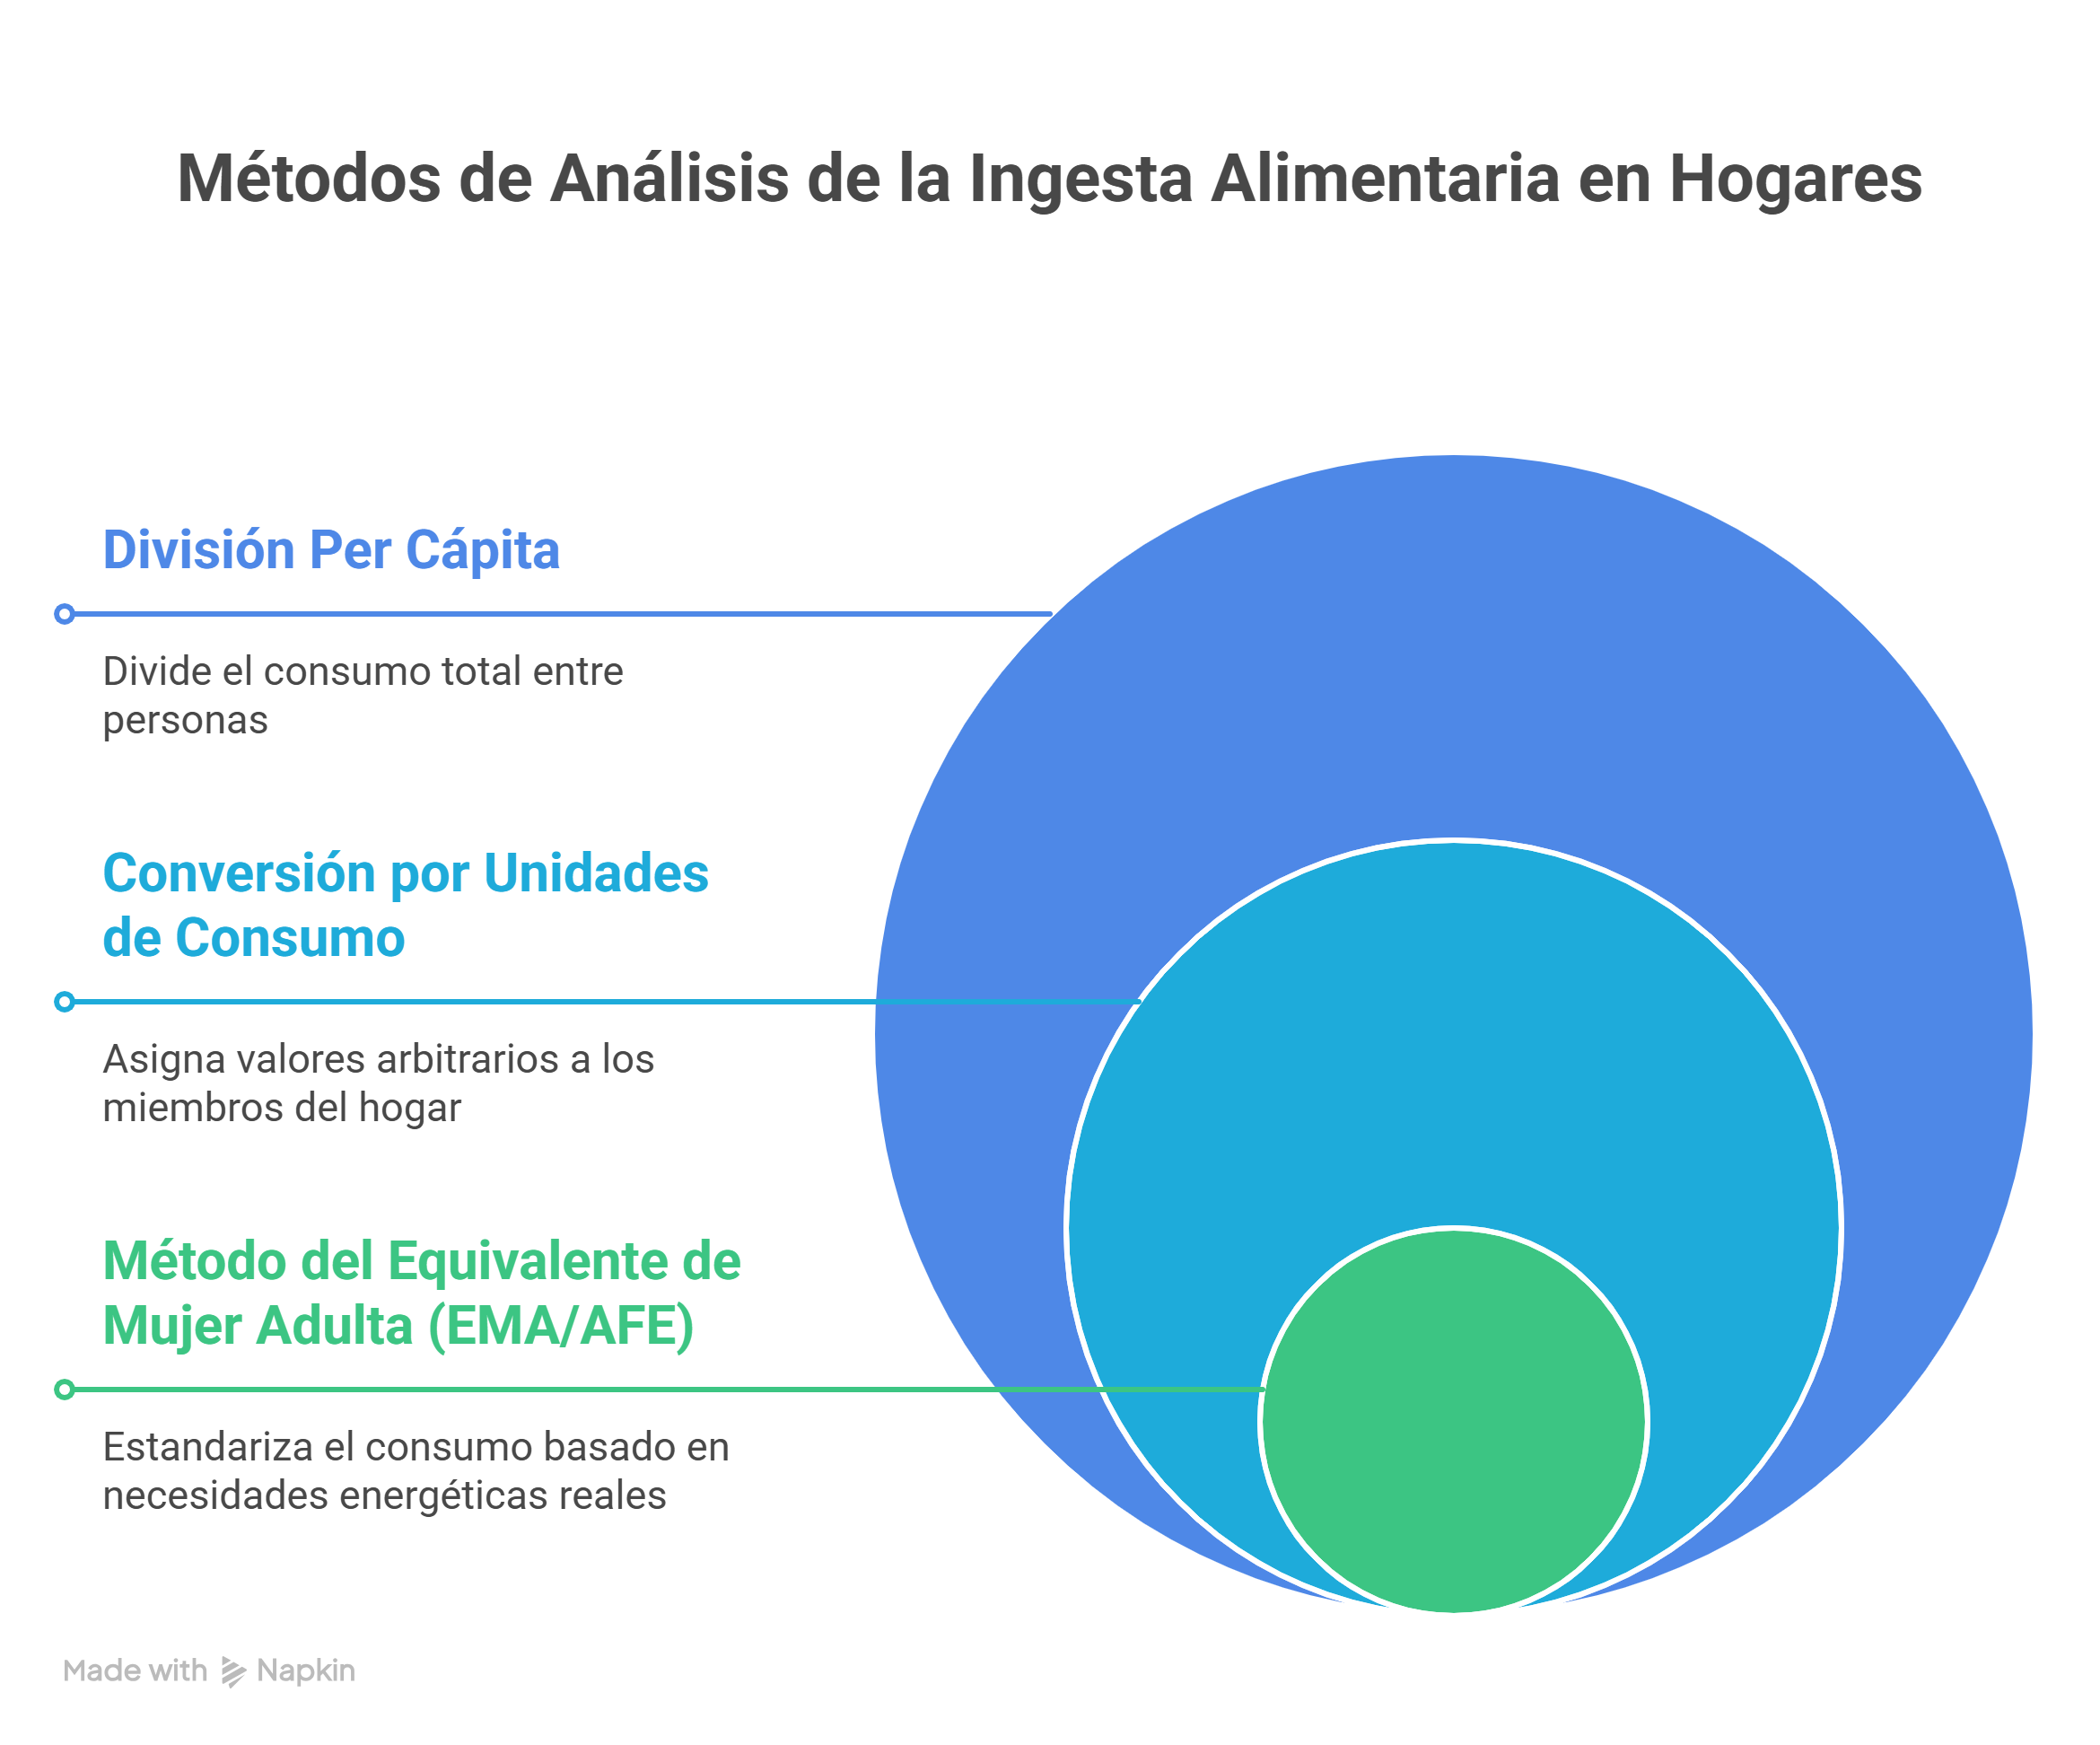 Métodos de Análisis de la Ingesta Alimentaria en Hogares
División Per Cápita
Divide el consumo total entre
personas
Conversión por Unidades
de Consumo
Asigna valores arbitrarios a los
miembros del hogar
Método del Equivalente de
Mujer Adulta (EMA/AFE)
Estandariza el consumo basado en
necesidades energéticas reales
Made with Napkin